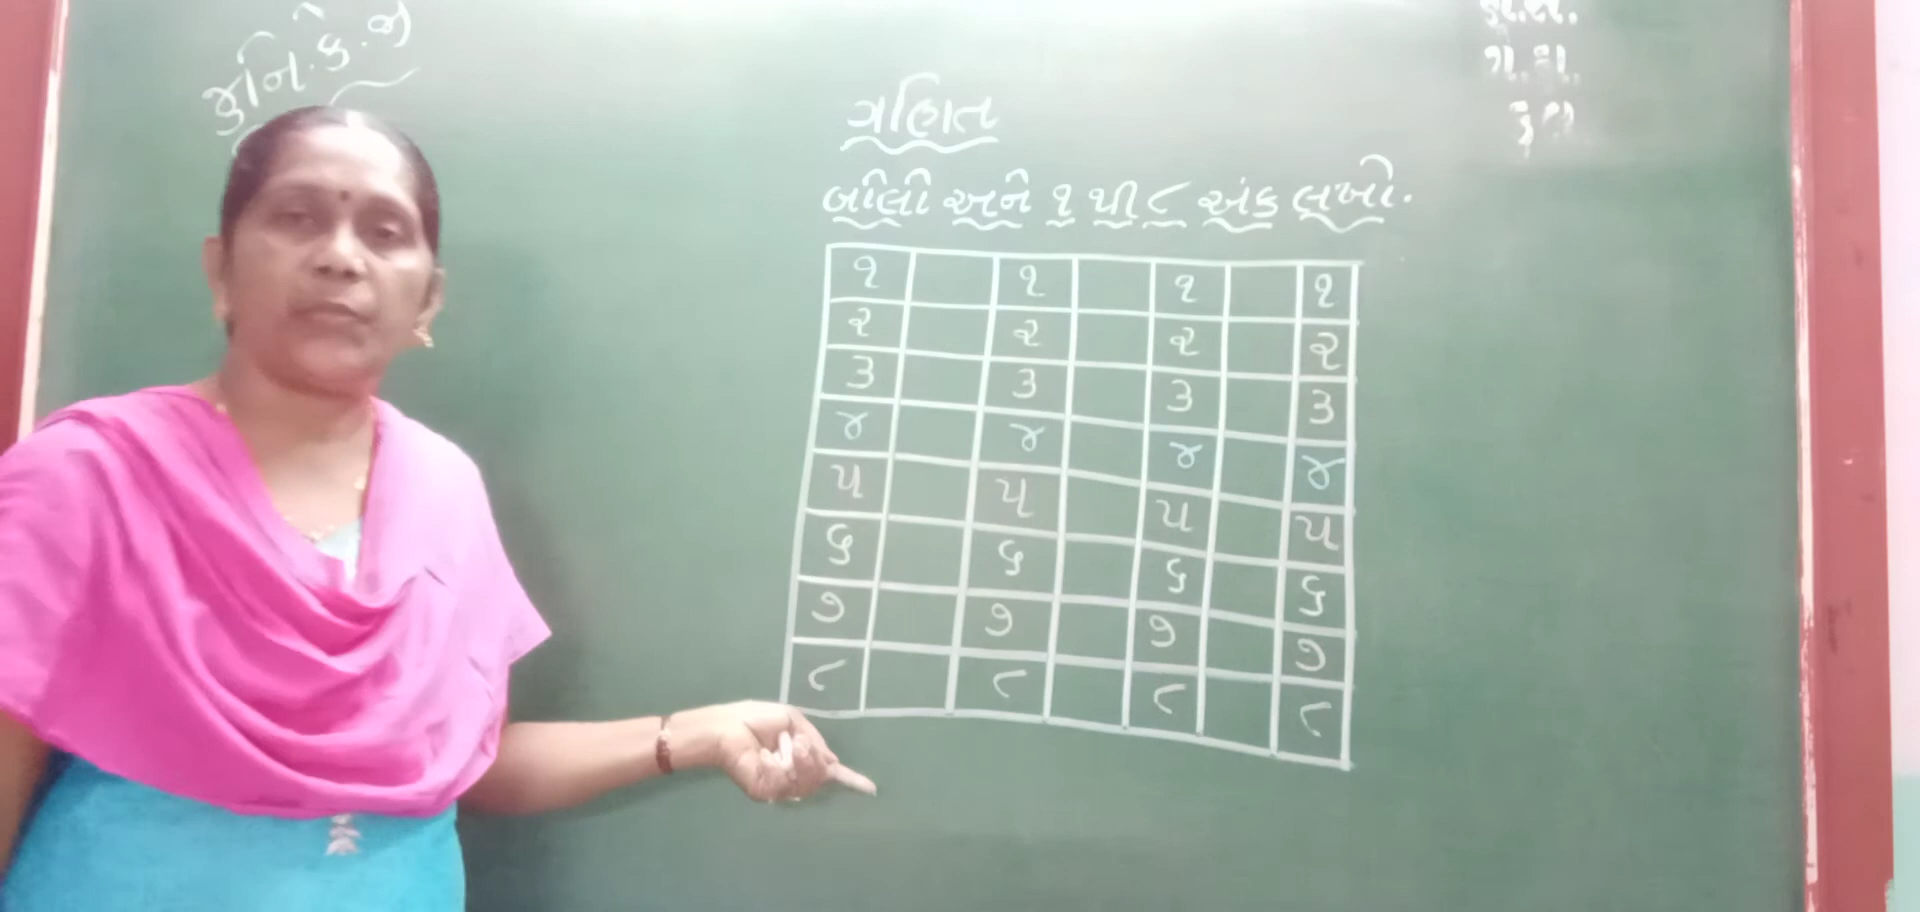 જુનિ.કે.જી
ગણિત
બોલો અને ૧ થી ૮ અંક લખો.
૧ ૧ ૧ ૧
૨ ૨ ૨ ૨
૩ ૩ ૩ ૩
૪ ૪ ૪ ૪
૫ ૫ ૫ ૫
૬ ૬ ૬ ૬
૭ ૭ ૭ ૭
૮ ૮ ૮ ૮